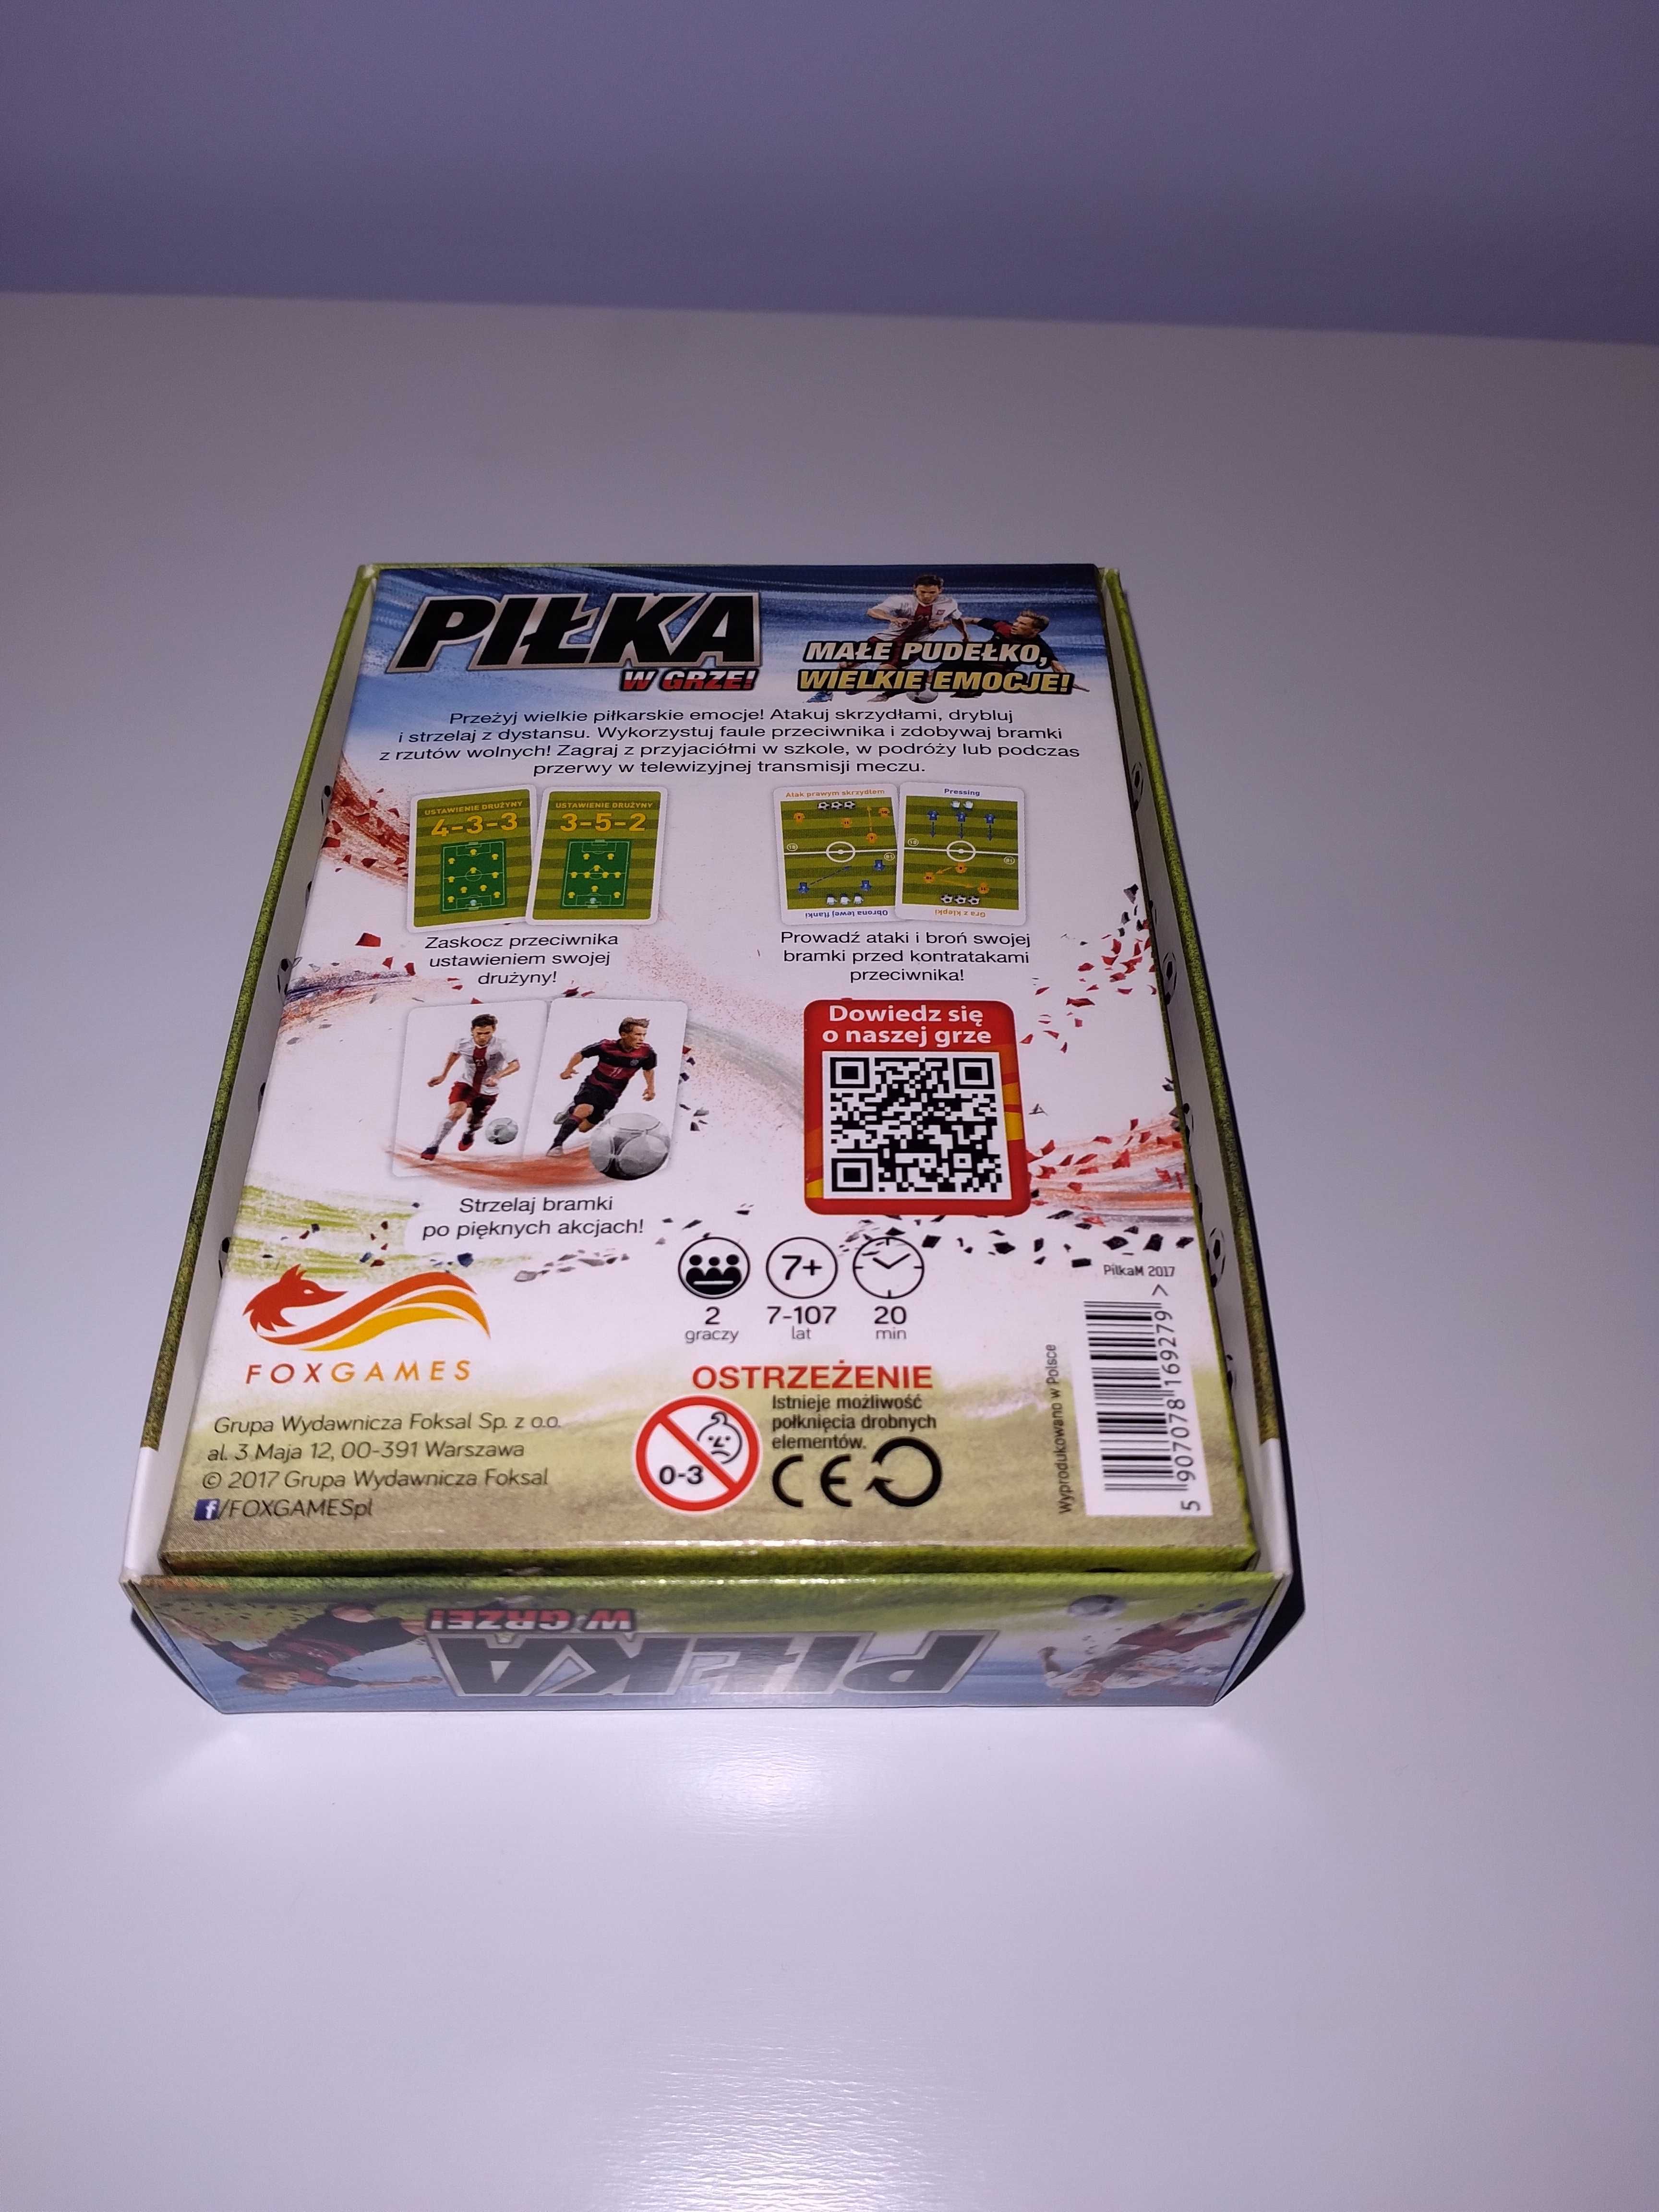 PIŁKA
W GRZE!
MAŁE PUDEŁKO,
WIELKIE EMOCJE!
Przeżyj wielkie piłkarskie emocje! Atakuj skrzydłami, drybluj
i strzelaj z dystansu. Wykorzystuj faule przeciwnika i zdobywaj bramki
z rzutów wolnych! Zagraj z przyjaciółmi w szkole, w podróży lub podczas
przerwy w telewizyjnej transmisji meczu.
USTAWIENIE DRUŻYNY
4-3-3
USTAWIENIE DRUŻYNY
3-5-2
Atak prawym skrzydłem
Obrona lewej flanki
Pressing
Gra z klepki
Zaskocz przeciwnika
ustawieniem swojej
drużyny!
Prowadź ataki i broń swojej
bramki przed kontratakami
przeciwnika!
Strzelaj bramki
po pięknych akcjach!
Dowiedz się
o naszej grze
7+
2
graczy
7-107
lat
20
min
PilkaM 2017
FOXGAMES
Grupa Wydawnicza Foksal Sp. z o.o.
al. 3 Maja 12, 00-391 Warszawa
© 2017 Grupa Wydawnicza Foksal
f/FOXGAMESpl
OSTRZEŻENIE
Istnieje możliwość
połknięcia drobnych
elementów.
0-3
CE
Wyprodukowano w Polsce
5 907078 169279 >
PIŁKA
W GRZE!